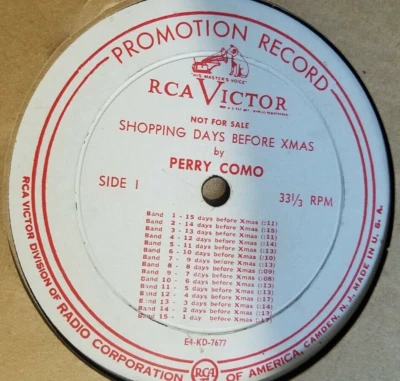 PROMOTION RECORD
"HIS MASTER'S VOICE"
RCA VICTOR
NOT FOR SALE
SHOPPING DAYS BEFORE XMAS
by
PERRY COMO
SIDE 1
33⅓ RPM
Band 1 - 15 days before Xmas (:11)
Band 2 - 14 days before Xmas (:15)
Band 3 - 13 days before Xmas (:11)
Band 4 - 12 days before Xmas (:14)
Band 5 - 11 days before Xmas (:13)
Band 6 - 10 days before Xmas (:10)
Band 7 - 9 days before Xmas (:13)
Band 8 - 8 days before Xmas (:09)
Band 9 - 7 days before Xmas (:08)
Band 10 - 6 days before Xmas (:13)
Band 11 - 5 days before Xmas (:13)
Band 12 - 4 days before Xmas (:17)
Band 13 - 3 days before Xmas (:14)
Band 14 - 2 days before Xmas (:12)
Band 15 - 1 day before Xmas (:17)
E4-KD-7677
RCA VICTOR DIVISION OF RADIO CORPORATION OF AMERICA, CAMDEN, N. J. MADE IN U. S. A.
RCA